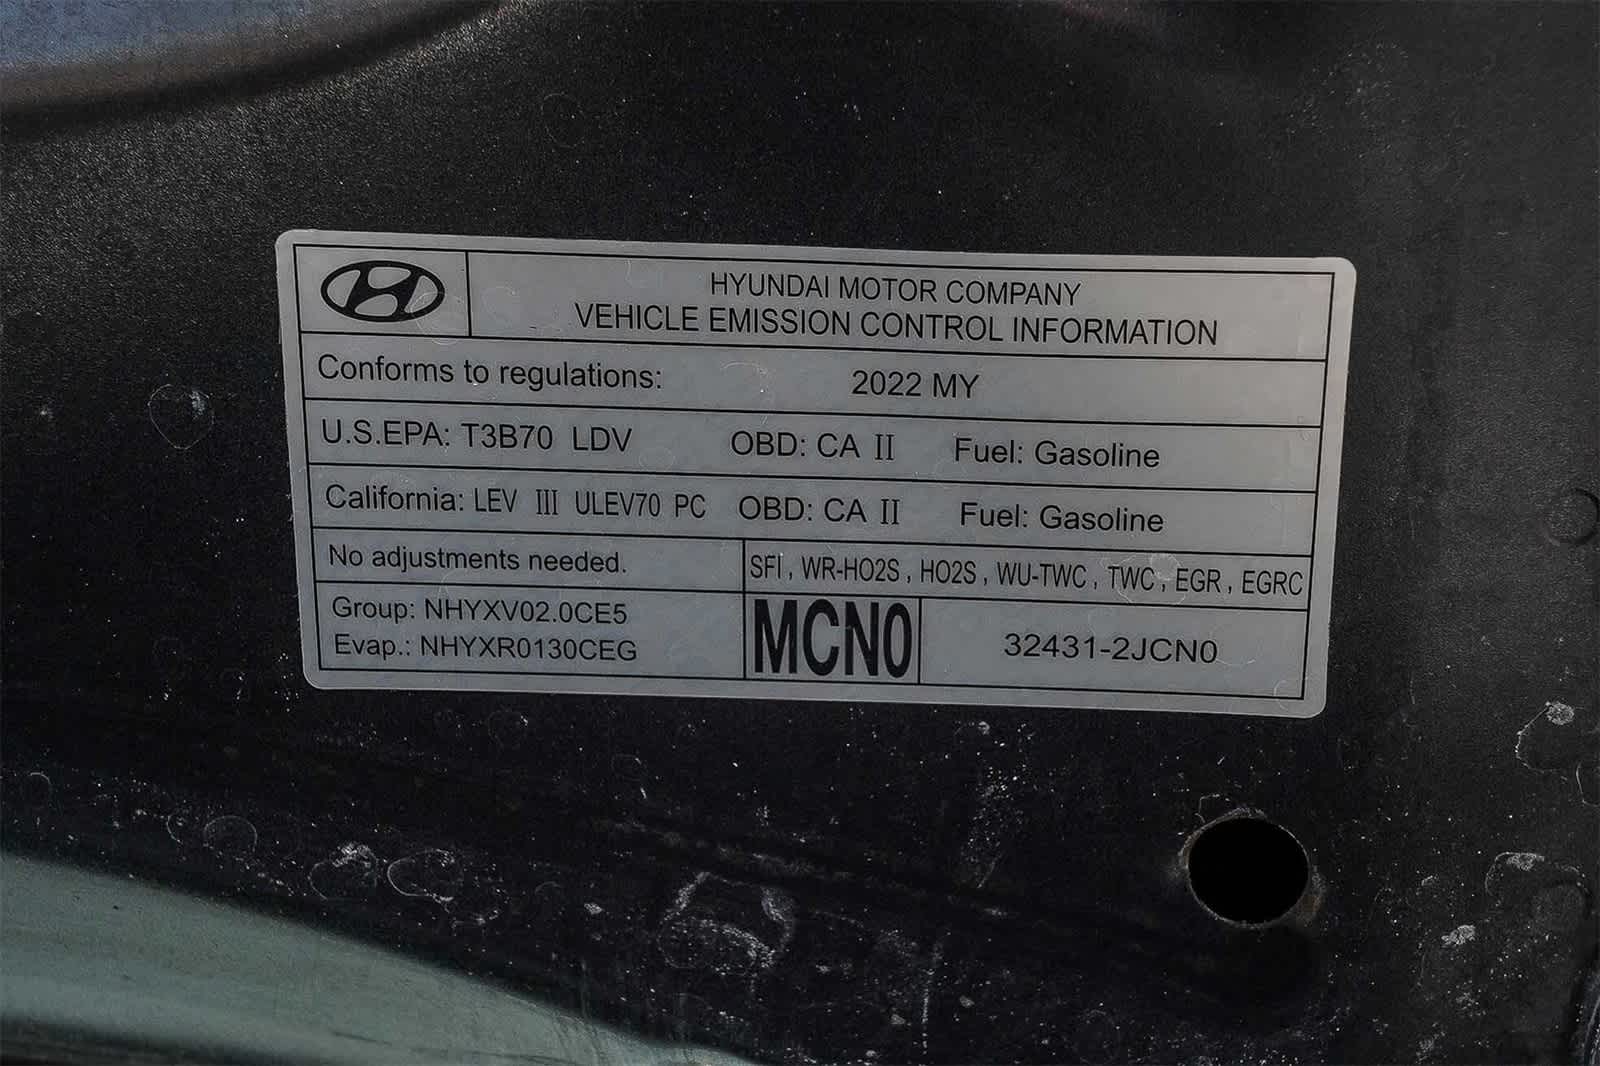 HYUNDAI MOTOR COMPANY
VEHICLE EMISSION CONTROL INFORMATION
Conforms to regulations: 2022 MY
U.S.EPA: T3B70 LDV OBD: CA II Fuel: Gasoline
California: LEV III ULEV70 PC OBD: CA II Fuel: Gasoline
No adjustments needed. SFI , WR-HO2S , HO2S , WU-TWC , TWC , EGR , EGRC
Group: NHYXV02.0CE5
Evap.: NHYXR0130CEG
MCN0 32431-2JCN0